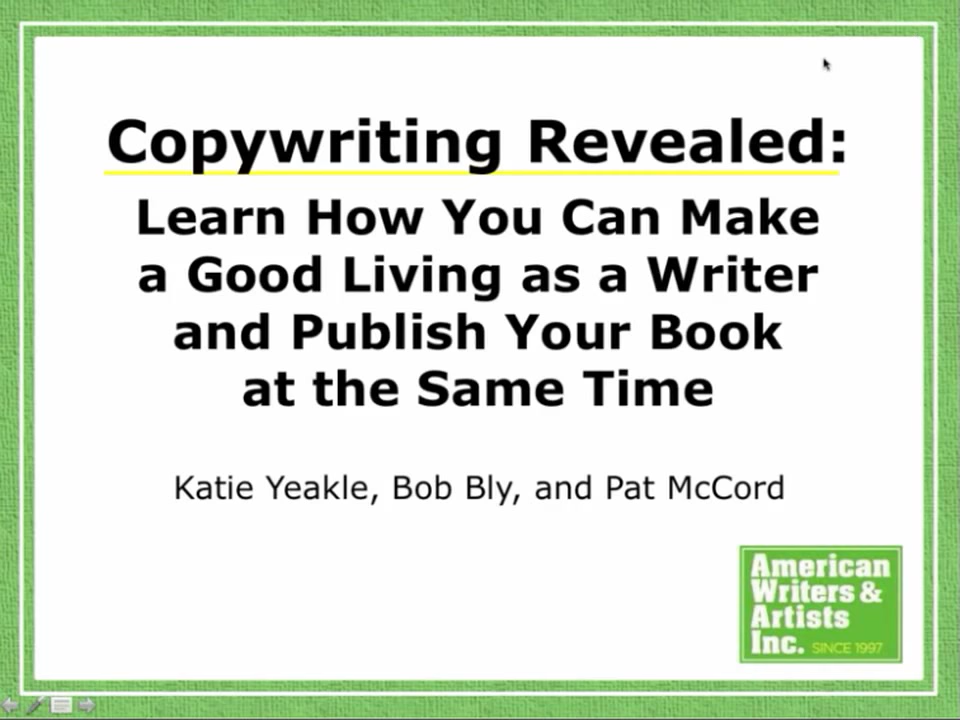 Copywriting Revealed:
Learn How You Can Make
a Good Living as a Writer
and Publish Your Book
at the Same Time
Katie Yeakle, Bob Bly, and Pat McCord
American
Writers &
Artists
Inc. SINCE 1997